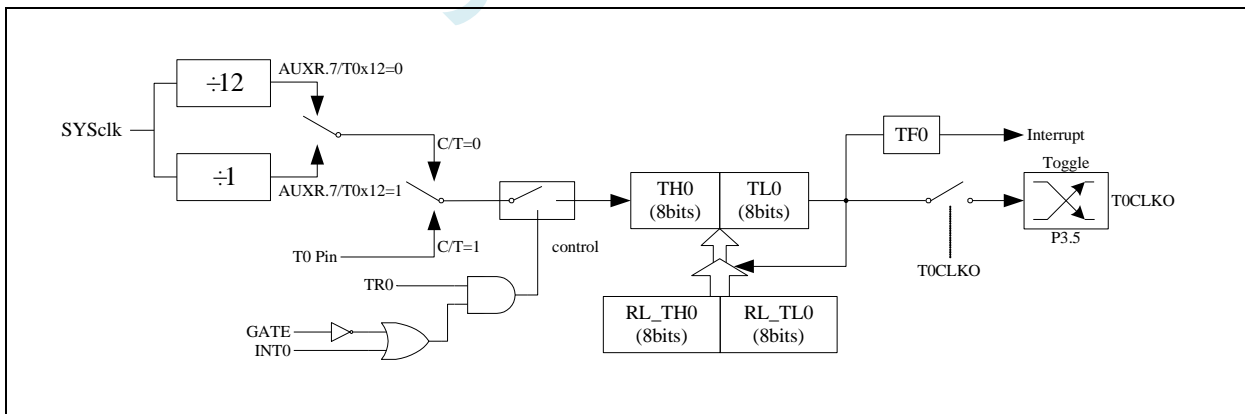 ÷12
AUXR.7/T0x12=0
SYSclk
÷1
AUXR.7/T0x12=1
C/T=0
C/T=1
T0 Pin
control
TR0
GATE
INT0
TH0
(8bits)
TL0
(8bits)
RL_TH0
(8bits)
RL_TL0
(8bits)
TF0
Interrupt
Toggle
T0CLKO
P3.5
T0CLKO